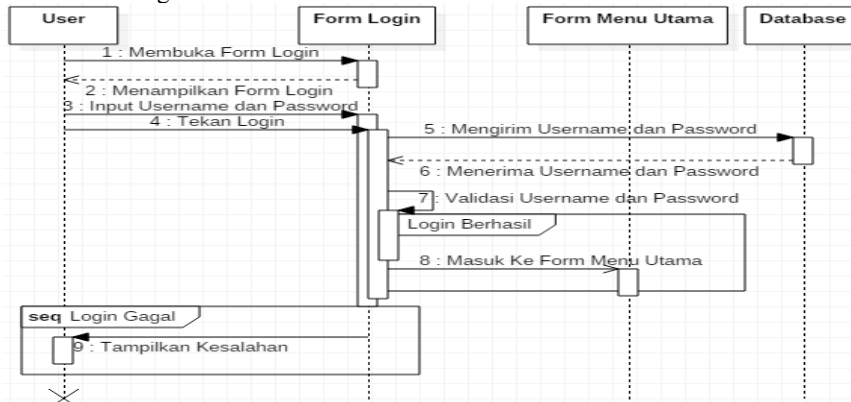 User
Form Login
Form Menu Utama
Database
1 : Membuka Form Login
2 : Menampilkan Form Login
3 : Input Username dan Password
4 : Tekan Login
5 : Mengirim Username dan Password
6 : Menerima Username dan Password
7 : Validasi Username dan Password
Login Berhasil
8 : Masuk Ke Form Menu Utama
seq Login Gagal
9 : Tampilkan Kesalahan